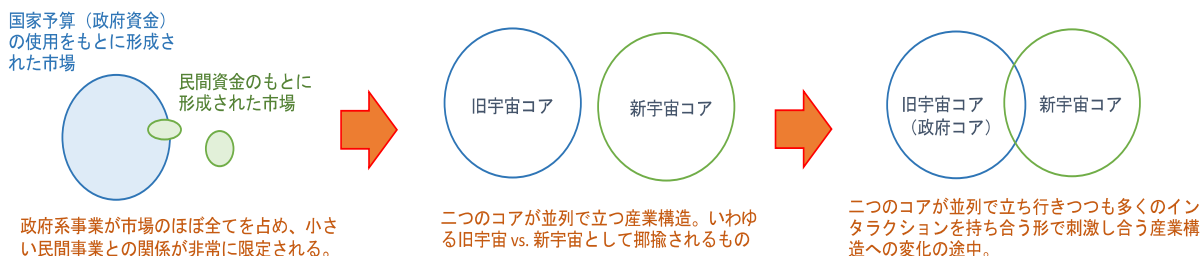 国家予算（政府資金）
の使用をもとに形成さ
れた市場
民間資金のもとに
形成された市場
政府系事業が市場のほぼ全てを占め、小さ
い民間事業との関係が非常に限定される。
旧宇宙コア
新宇宙コア
二つのコアが並列で立つ産業構造。いわゆ
る旧宇宙 vs. 新宇宙として揶揄されるもの
旧宇宙コア
（政府コア）
新宇宙コア
二つのコアが並列で立ち行きつつも多くのイン
タラクションを持ち合う形で刺激し合う産業構
造への変化の途中。